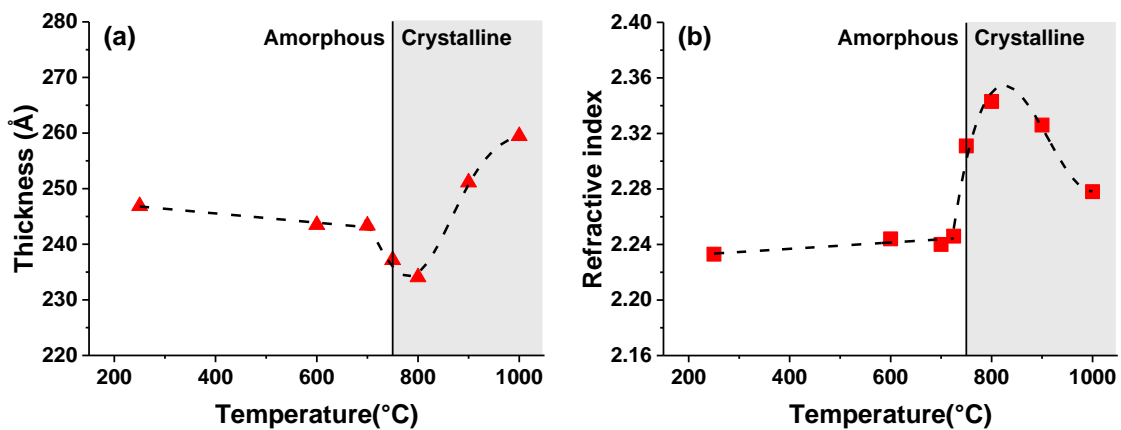 (a)
Amorphous
Crystalline
Thickness (Å)
280
270
260
250
240
230
220
200
400
600
800
1000
Temperature(°C)
(b)
Amorphous
Crystalline
Refractive index
2.40
2.36
2.32
2.28
2.24
2.20
2.16
200
400
600
800
1000
Temperature(°C)